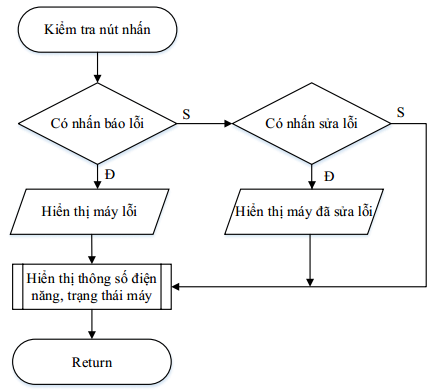 Kiểm tra nút nhấn
Có nhấn báo lỗi
S
Có nhấn sửa lỗi
S
Đ
Đ
Hiển thị máy lỗi
Hiển thị máy đã sửa lỗi
Hiển thị thông số điện
năng, trạng thái máy
Return